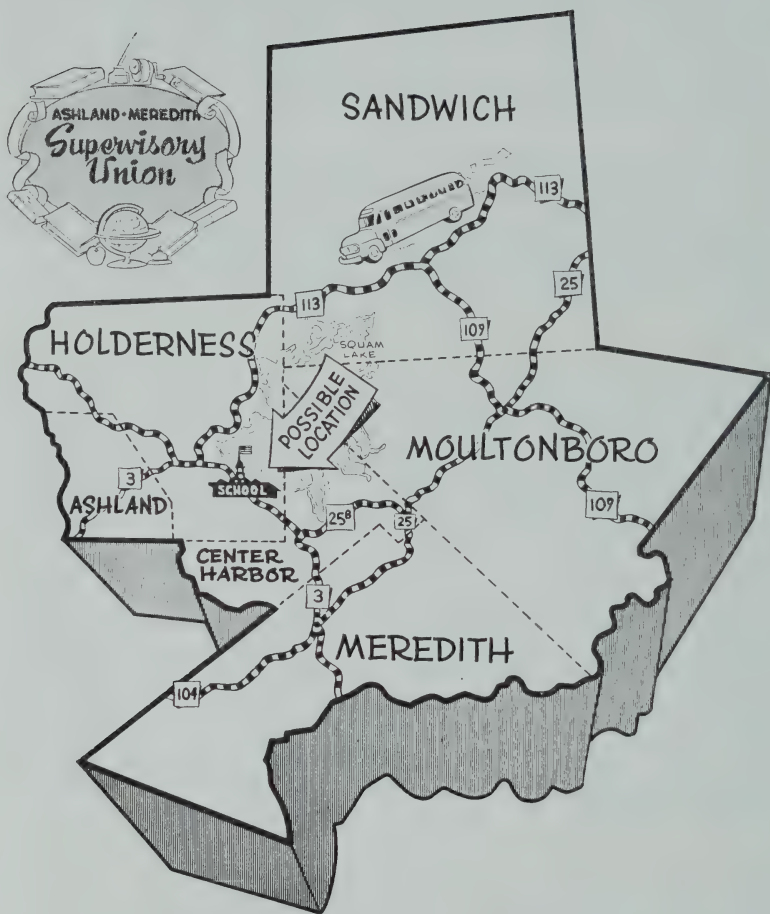 ASHLAND-MEREDITH
Supervisory
Union
SANDWICH
113
113
25
109
HOLDERNESS
SQUAM
LAKE
POSSIBLE
LOCATION
MOULTONBORO
3
ASHLAND
SCHOOL
25B
25
109
CENTER
HARBOR
3
MEREDITH
104